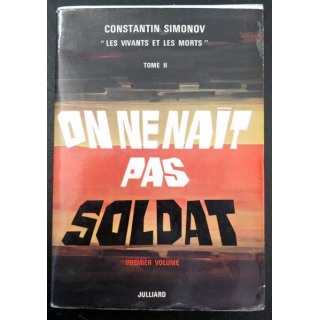 CONSTANTIN SIMONOV
"LES VIVANTS ET LES MORTS"
TOME II
ON NE NAÎT
PAS
SOLDAT
PREMIER VOLUME
JULLIARD